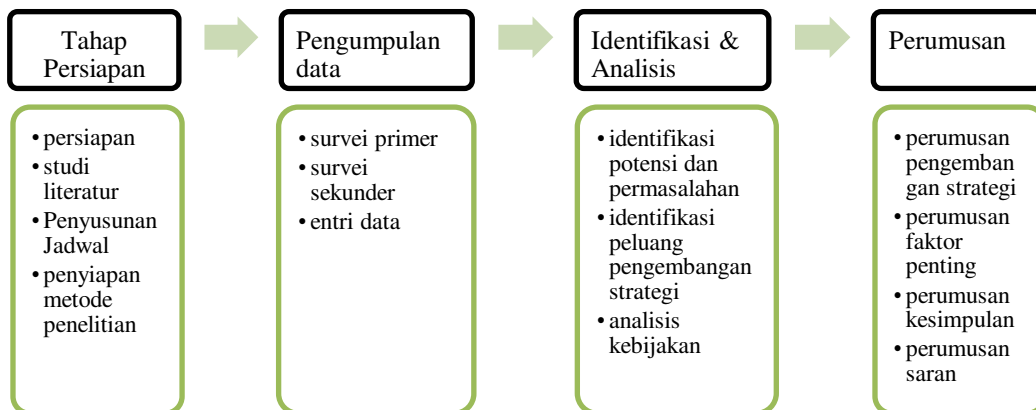 Tahap
Persiapan
• persiapan
• studi
literatur
• Penyusunan
Jadwal
• penyiapan
metode
penelitian
Pengumpulan
data
• survei primer
• survei
sekunder
• entri data
Identifikasi &
Analisis
• identifikasi
potensi dan
permasalahan
• identifikasi
peluang
pengembangan
strategi
• analisis
kebijakan
Perumusan
• perumusan
pengemban
gan strategi
• perumusan
faktor
penting
• perumusan
kesimpulan
• perumusan
saran